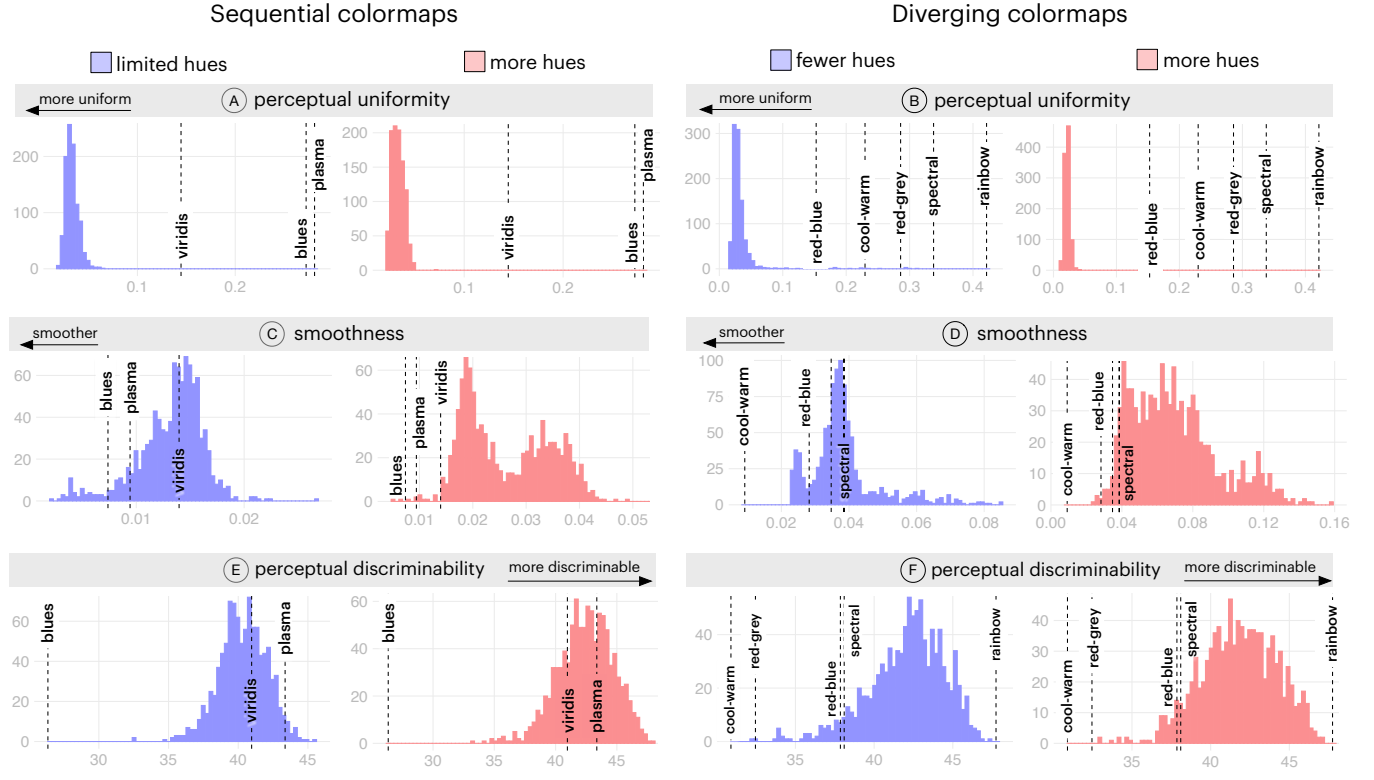 Sequential colormaps
Diverging colormaps
limited hues
more hues
fewer hues
more hues
more uniform
A perceptual uniformity
more uniform
B perceptual uniformity
200
100
0
0.1
0.2
viridis
blues
plasma
200
150
100
50
0
0.1
0.2
viridis
blues
plasma
300
200
100
0
0.0
0.1
0.2
0.3
0.4
red-blue
cool-warm
red-grey
spectral
rainbow
400
300
200
100
0
0.0
0.1
0.2
0.3
0.4
red-blue
cool-warm
red-grey
spectral
rainbow
smoother
C smoothness
smoother
D smoothness
60
40
20
0
0.01
0.02
blues
plasma
viridis
60
40
20
0
0.01
0.02
0.03
0.04
0.05
blues
plasma
viridis
100
75
50
25
0
0.02
0.04
0.06
0.08
cool-warm
red-blue
spectral
40
30
20
10
0
0.00
0.04
0.08
0.12
0.16
cool-warm
red-blue
spectral
E perceptual discriminability
more discriminable
F perceptual discriminability
more discriminable
60
40
20
0
30
35
40
45
blues
viridis
plasma
60
40
20
0
30
35
40
45
blues
viridis
plasma
40
20
0
35
40
45
cool-warm
red-grey
red-blue
spectral
rainbow
40
30
20
10
0
35
40
45
cool-warm
red-grey
red-blue
spectral
rainbow